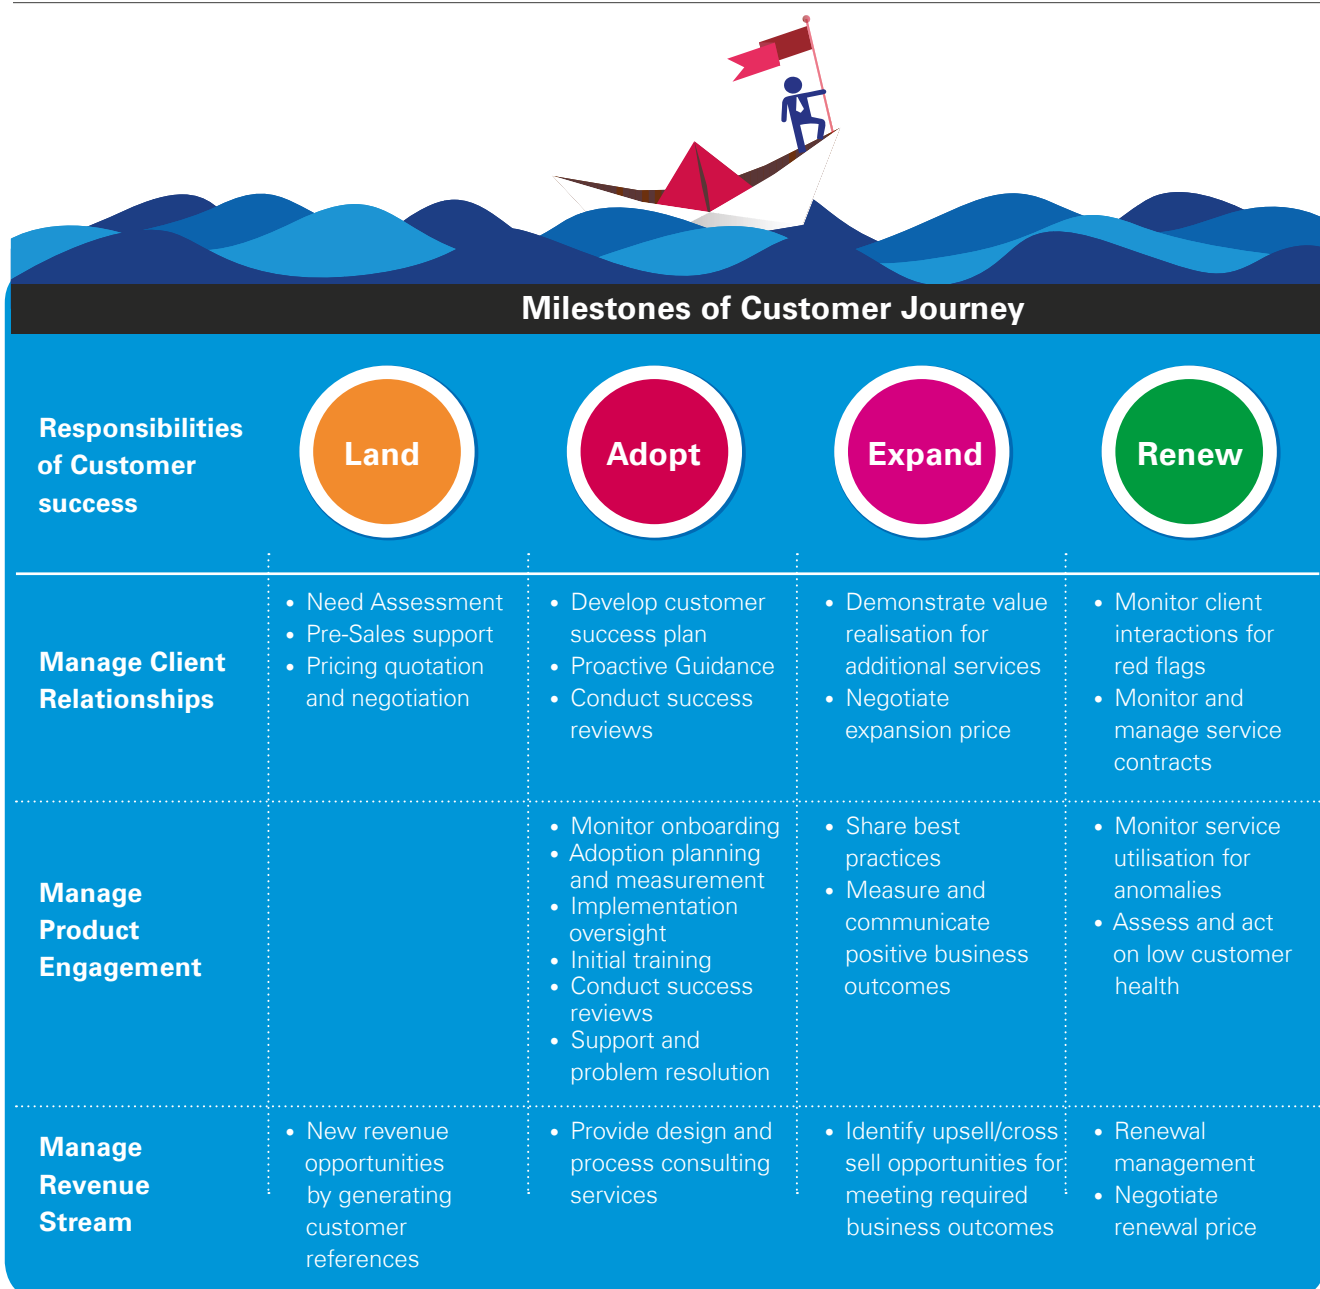 Milestones of Customer Journey
Responsibilities
of Customer
success
Land
Adopt
Expand
Renew
Manage Client
Relationships
• Need Assessment
• Pre-Sales support
• Pricing quotation
and negotiation
• Develop customer
success plan
• Proactive Guidance
• Conduct success
reviews
• Demonstrate value
realisation for
additional services
• Negotiate
expansion price
• Monitor client
interactions for
red flags
• Monitor and
manage service
contracts
Manage
Product
Engagement
• Monitor onboarding
• Adoption planning
and measurement
• Implementation
oversight
• Initial training
• Conduct success
reviews
• Support and
problem resolution
• Share best
practices
• Measure and
communicate
positive business
outcomes
• Monitor service
utilisation for
anomalies
• Assess and act
on low customer
health
Manage
Revenue
Stream
• New revenue
opportunities
by generating
customer
references
• Provide design and
process consulting
services
• Identify upsell/cross
sell opportunities for
meeting required
business outcomes
• Renewal
management
• Negotiate
renewal price